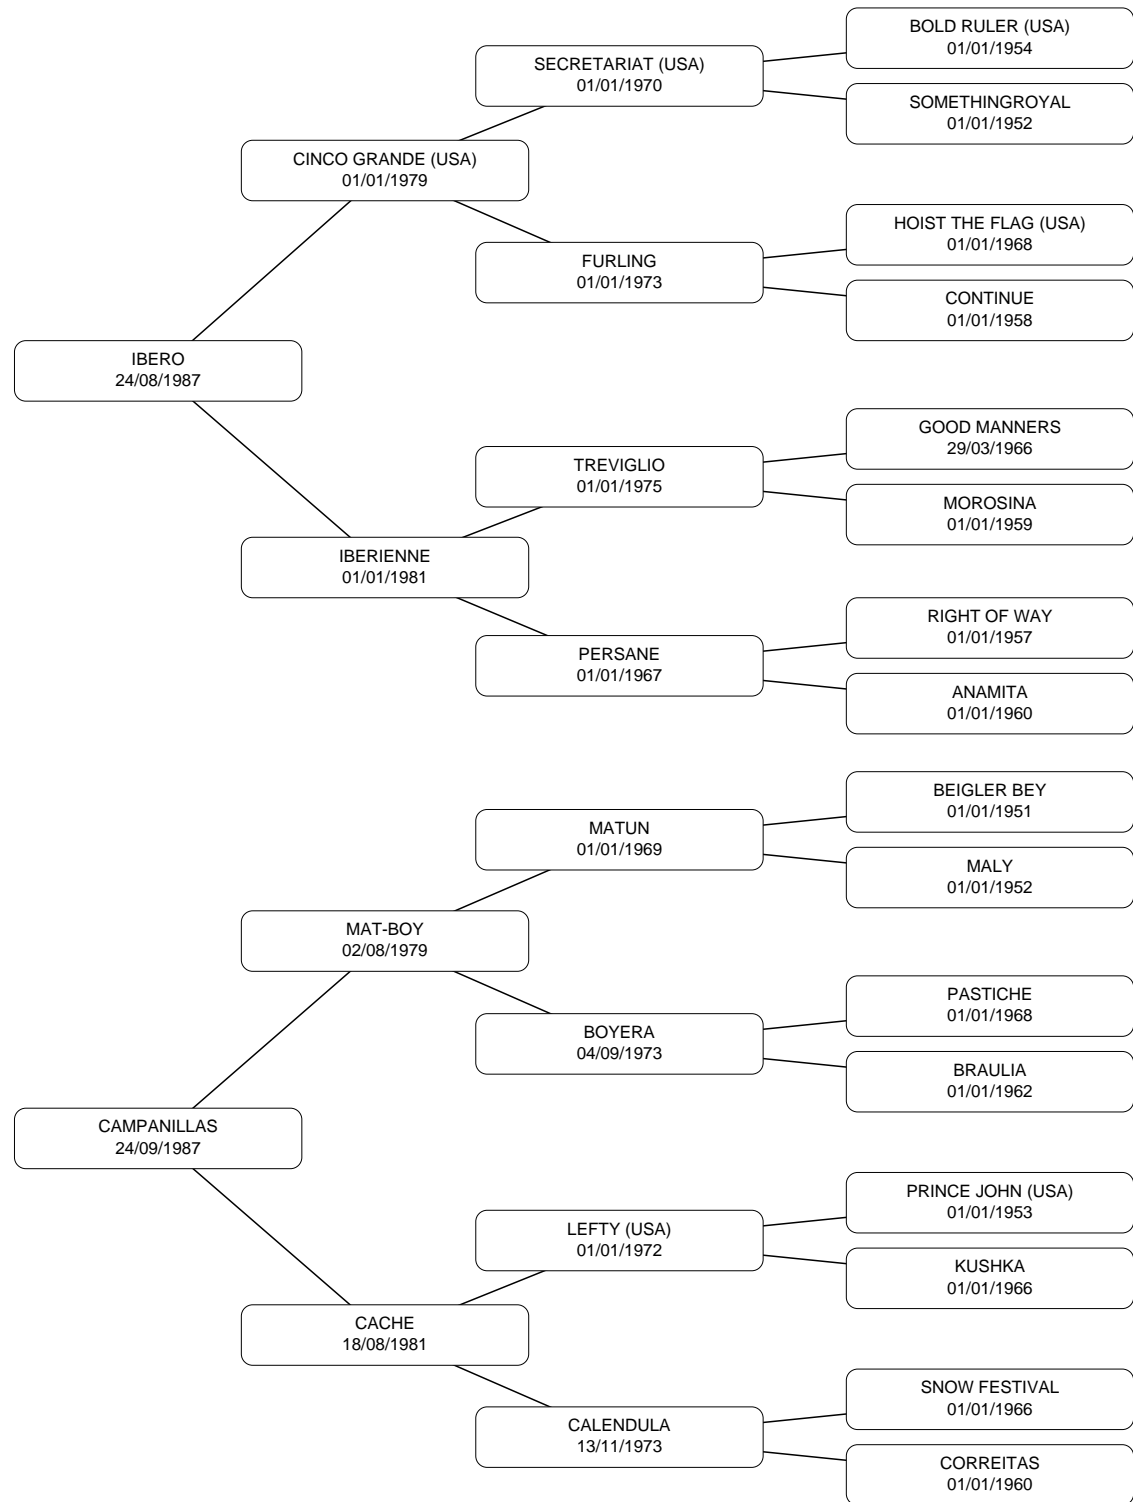 BOLD RULER (USA)
01/01/1954
SECRETARIAT (USA)
01/01/1970
SOMETHINGROYAL
01/01/1952
CINCO GRANDE (USA)
01/01/1979
HOIST THE FLAG (USA)
01/01/1968
FURLING
01/01/1973
CONTINUE
01/01/1958
IBERO
24/08/1987
GOOD MANNERS
29/03/1966
TREVIGLIO
01/01/1975
MOROSINA
01/01/1959
IBERIENNE
01/01/1981
RIGHT OF WAY
01/01/1957
PERSANE
01/01/1967
ANAMITA
01/01/1960
BEIGLER BEY
01/01/1951
MATUN
01/01/1969
MALY
01/01/1952
MAT-BOY
02/08/1979
PASTICHE
01/01/1968
BOYERA
04/09/1973
BRAULIA
01/01/1962
CAMPANILLAS
24/09/1987
PRINCE JOHN (USA)
01/01/1953
LEFTY (USA)
01/01/1972
KUSHKA
01/01/1966
CACHE
18/08/1981
SNOW FESTIVAL
01/01/1966
CALENDULA
13/11/1973
CORREITAS
01/01/1960